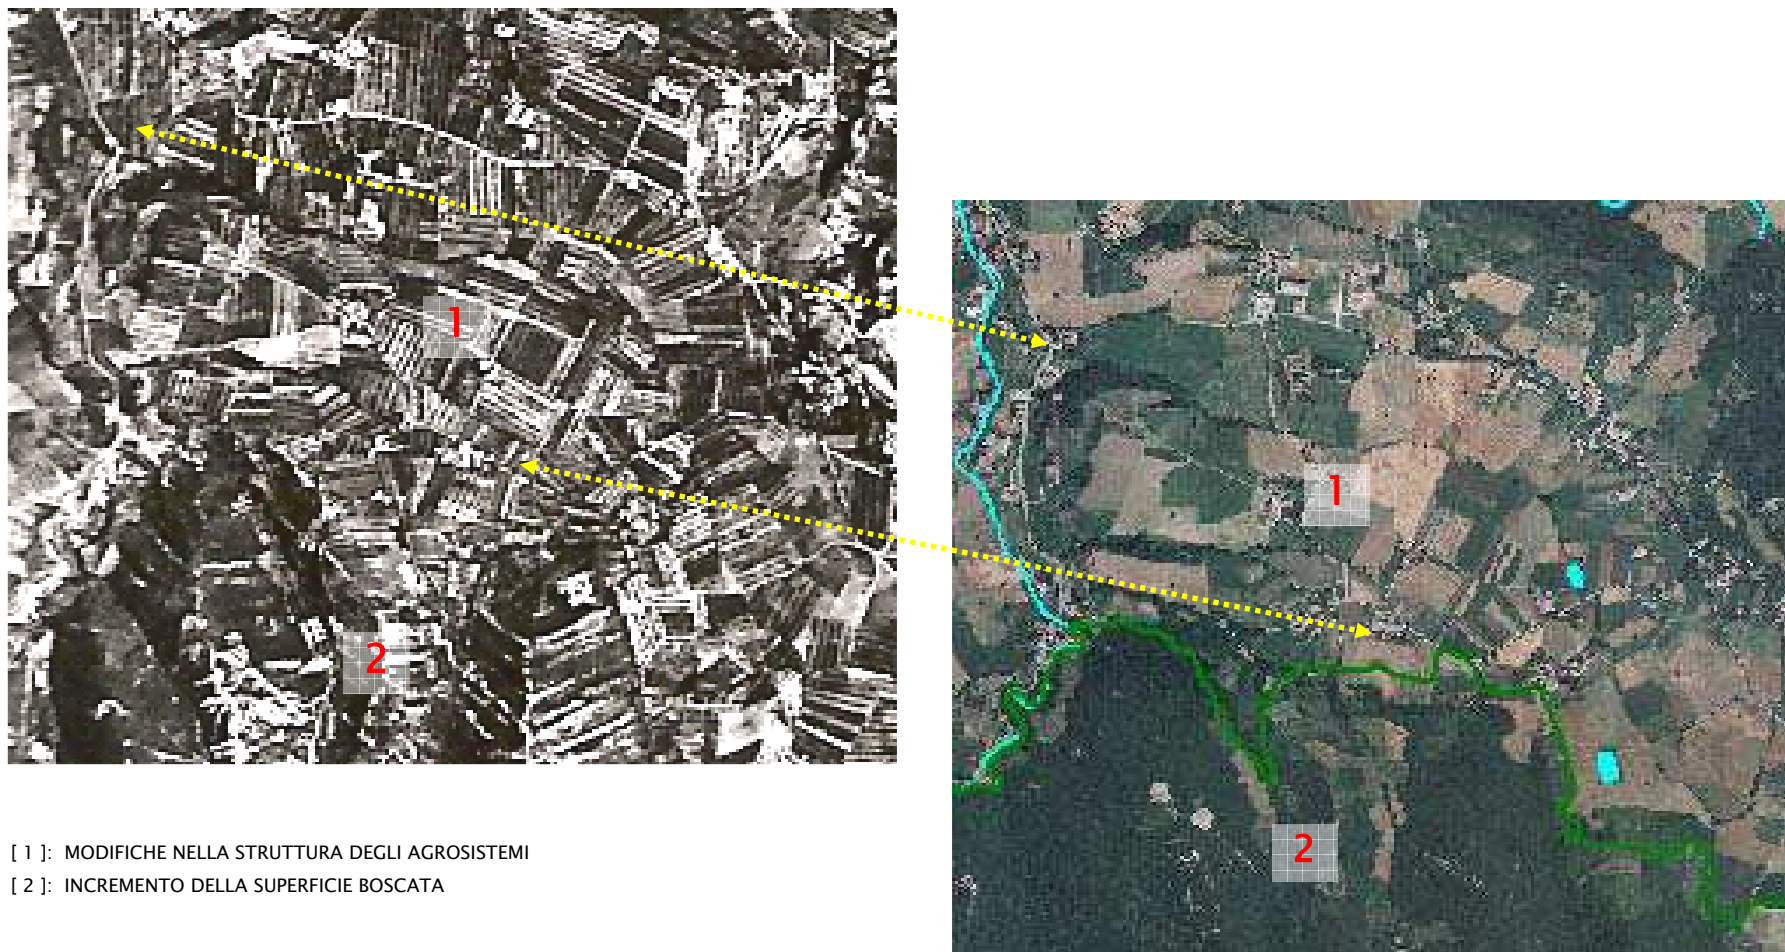 1
2
1
2
[ 1 ]: MODIFICHE NELLA STRUTTURA DEGLI AGROSISTEMI
[ 2 ]: INCREMENTO DELLA SUPERFICIE BOSCATA